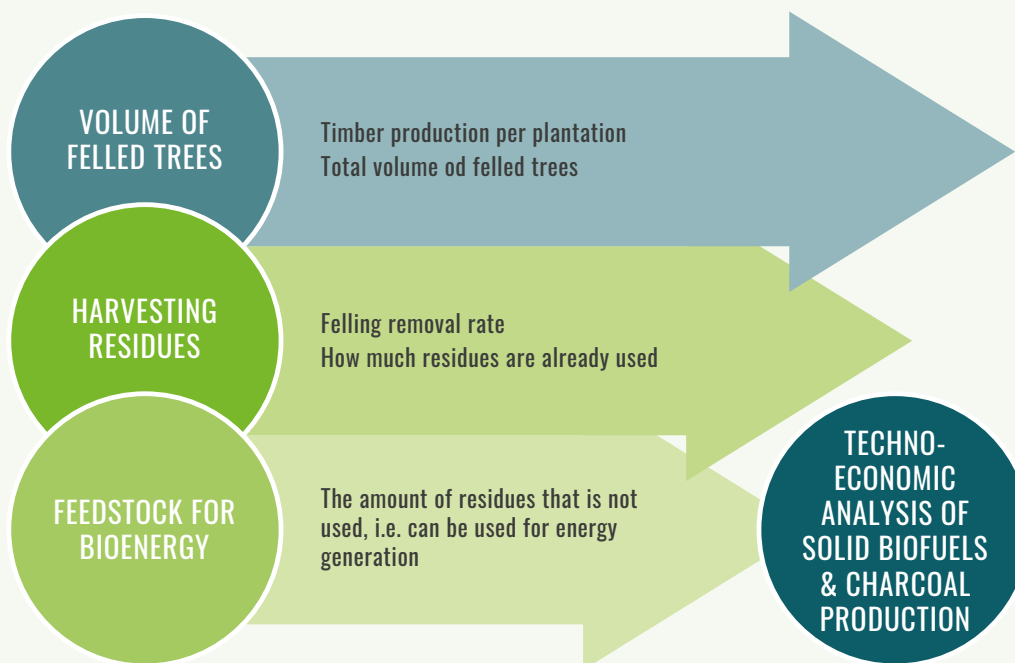 VOLUME OF
FELLED TREES
Timber production per plantation
Total volume od felled trees
HARVESTING
RESIDUES
Felling removal rate
How much residues are already used
FEEDSTOCK FOR
BIOENERGY
The amount of residues that is not
used, i.e. can be used for energy
generation
TECHNO-
ECONOMIC
ANALYSIS OF
SOLID BIOFUELS
& CHARCOAL
PRODUCTION